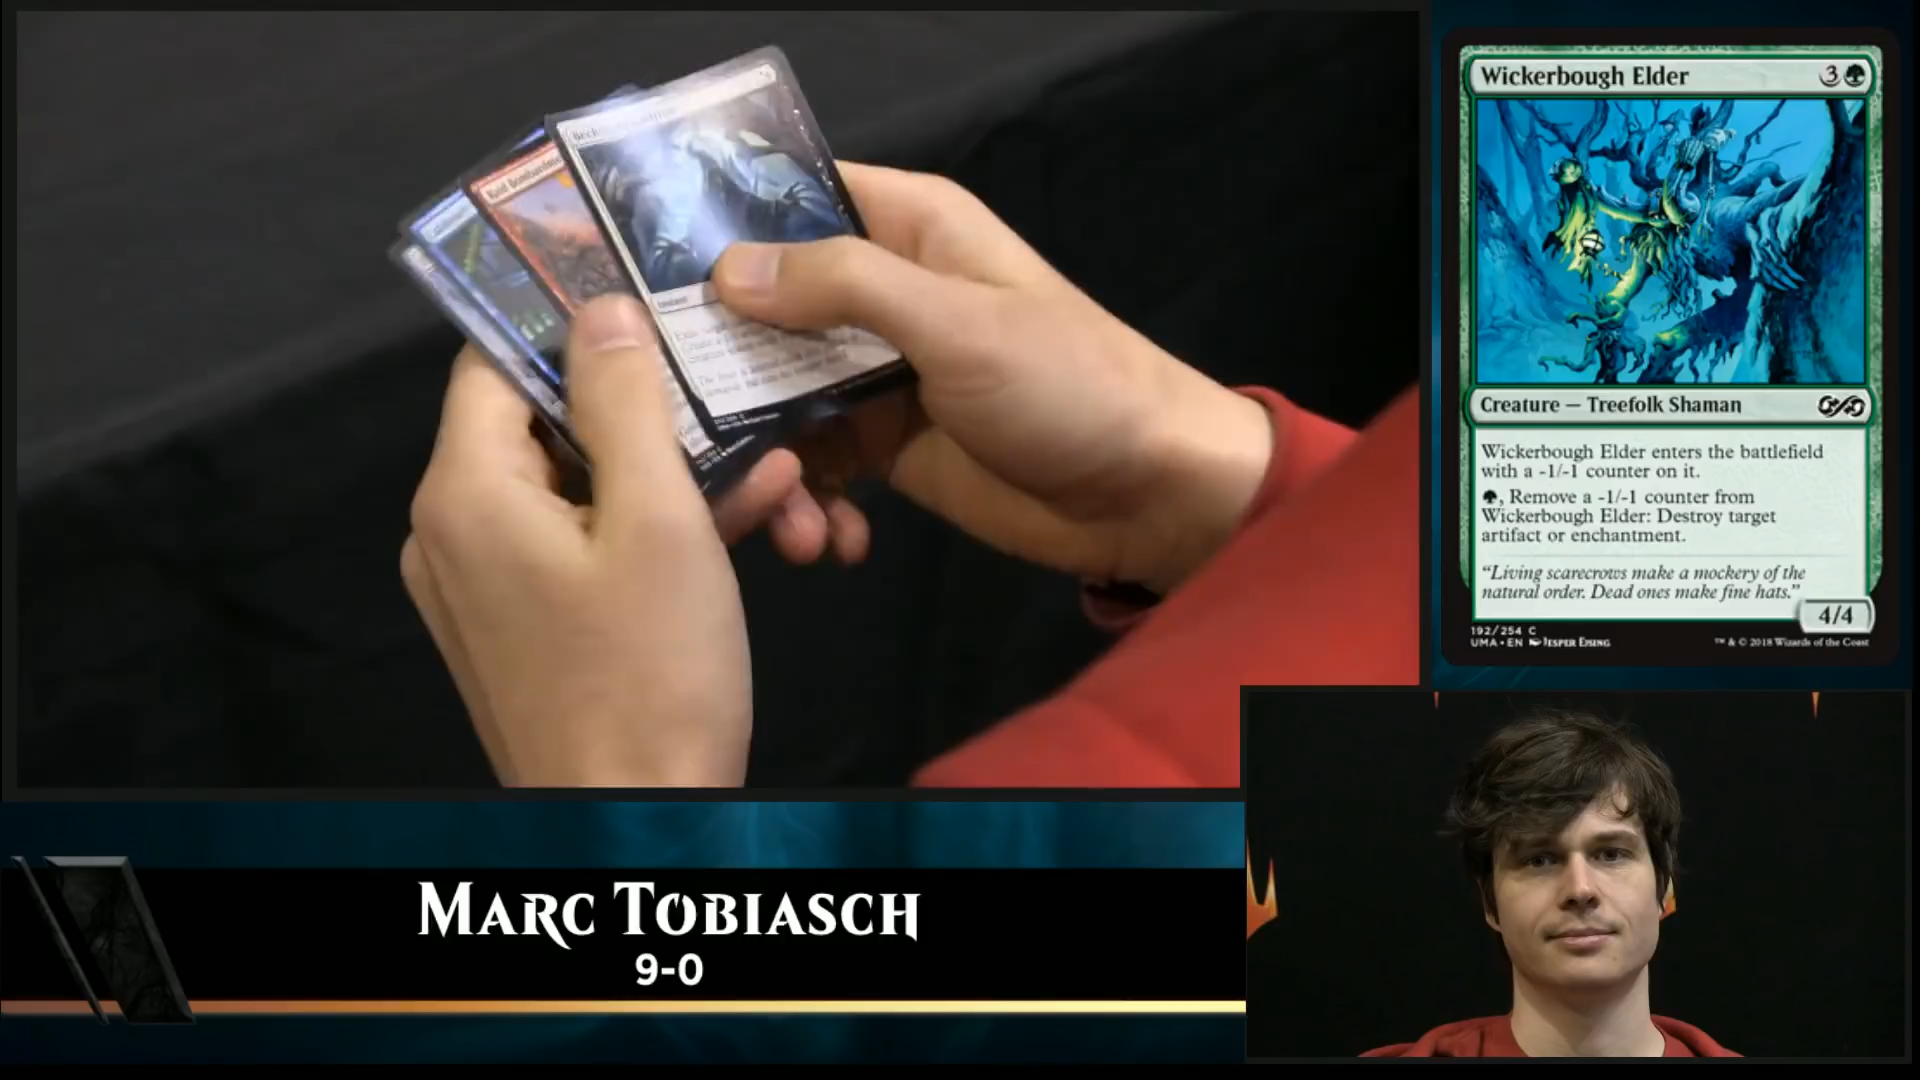 Raid Bombardment
Instant
Wickerbough Elder
3
Creature — Treefolk Shaman
Wickerbough Elder enters the battlefield
with a -1/-1 counter on it.
, Remove a -1/-1 counter from
Wickerbough Elder: Destroy target
artifact or enchantment.
“Living scarecrows make a mockery of the
natural order. Dead ones make fine hats.”
4/4
192/254 C
UMA • EN JESPER EJSING
™ & © 2018 Wizards of the Coast
MARC TOBIASCH
9-0